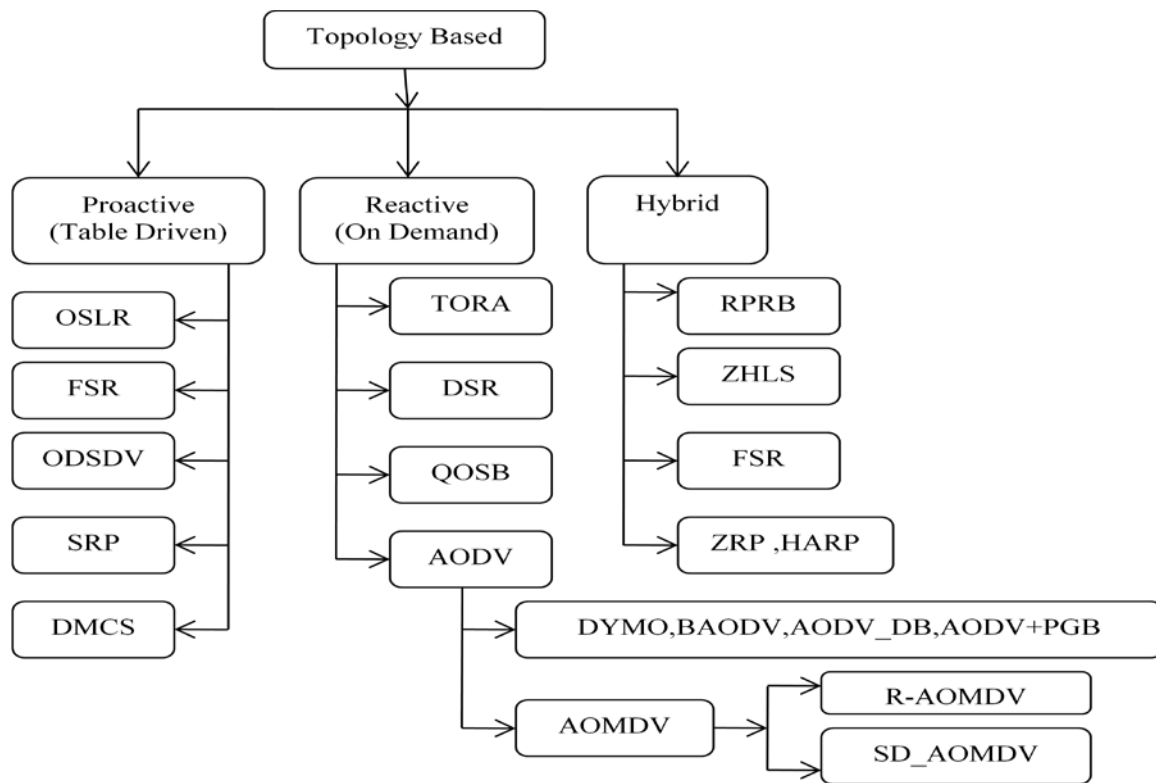 Topology Based
Proactive
(Table Driven)
Reactive
(On Demand)
Hybrid
OSLR
FSR
ODSDV
SRP
DMCS
TORA
DSR
QOSB
AODV
RPRB
ZHLS
FSR
ZRP ,HARP
DYMO,BAODV,AODV_DB,AODV+PGB
AOMDV
R-AOMDV
SD_AOMDV